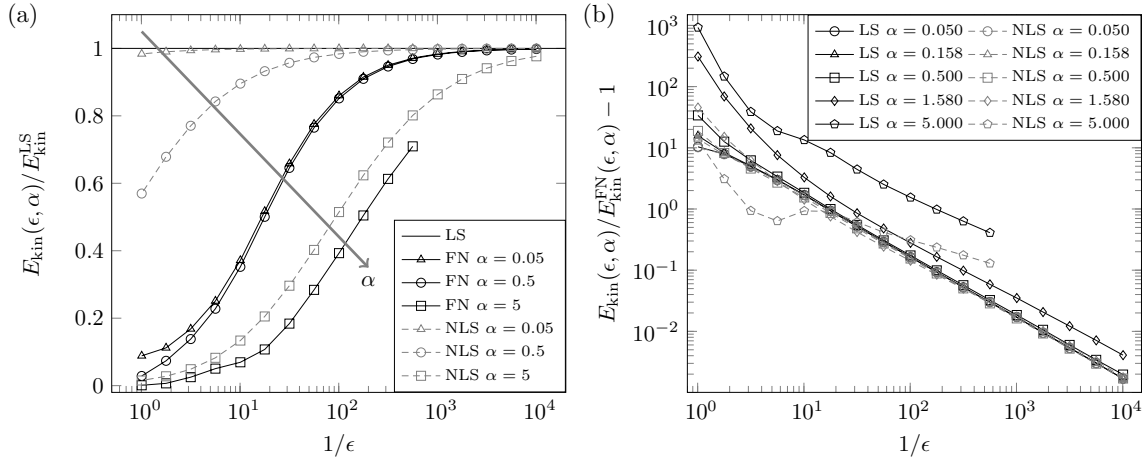 (a)
E_kin(ϵ, α)/E_kin^LS
1
0.8
0.6
0.4
0.2
0
10^0
10^1
10^2
10^3
10^4
1/ϵ
α
LS
FN α = 0.05
FN α = 0.5
FN α = 5
NLS α = 0.05
NLS α = 0.5
NLS α = 5
(b)
E_kin(ϵ, α)/E_kin^FN(ϵ, α) − 1
10^3
10^2
10^1
10^0
10^−1
10^−2
10^0
10^1
10^2
10^3
10^4
1/ϵ
LS α = 0.050 NLS α = 0.050
LS α = 0.158 NLS α = 0.158
LS α = 0.500 NLS α = 0.500
LS α = 1.580 NLS α = 1.580
LS α = 5.000 NLS α = 5.000